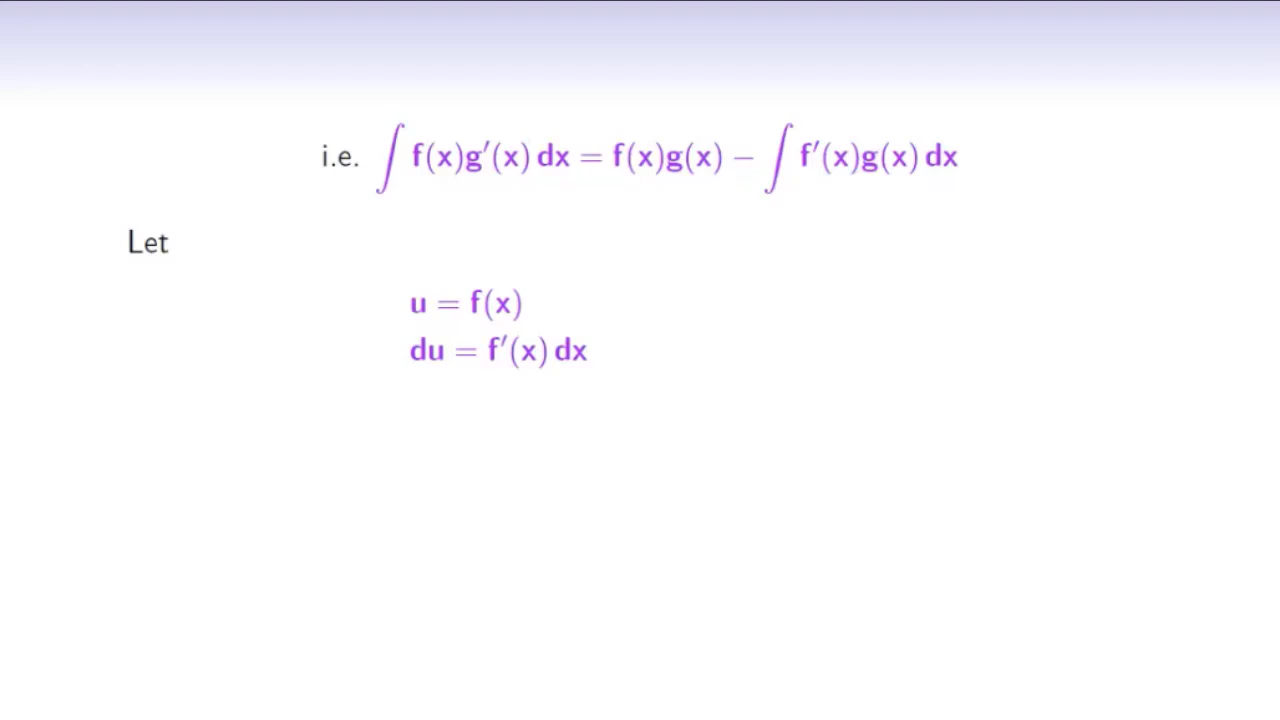 i.e. ∫ f(x)g′(x) dx = f(x)g(x) − ∫ f′(x)g(x) dx
Let
u = f(x)
du = f′(x) dx